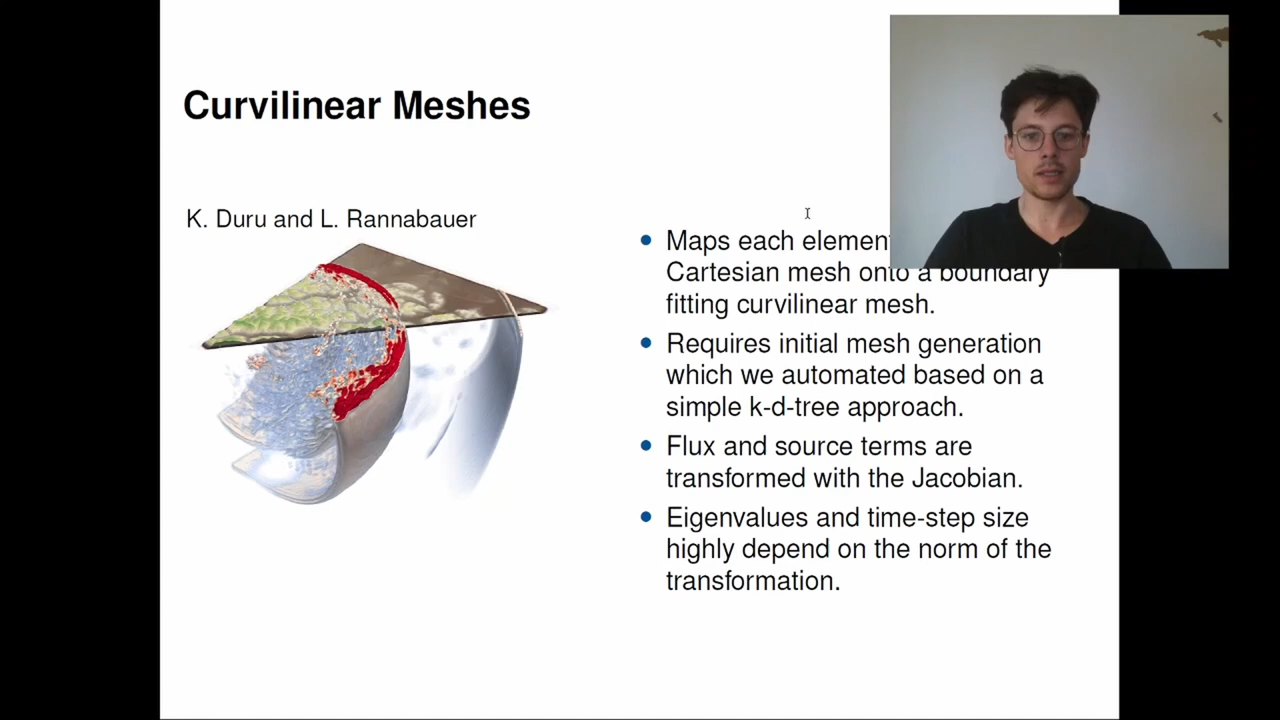 Curvilinear Meshes
K. Duru and L. Rannabauer
• Maps each element
Cartesian mesh onto a boundary
fitting curvilinear mesh.
• Requires initial mesh generation
which we automated based on a
simple k-d-tree approach.
• Flux and source terms are
transformed with the Jacobian.
• Eigenvalues and time-step size
highly depend on the norm of the
transformation.